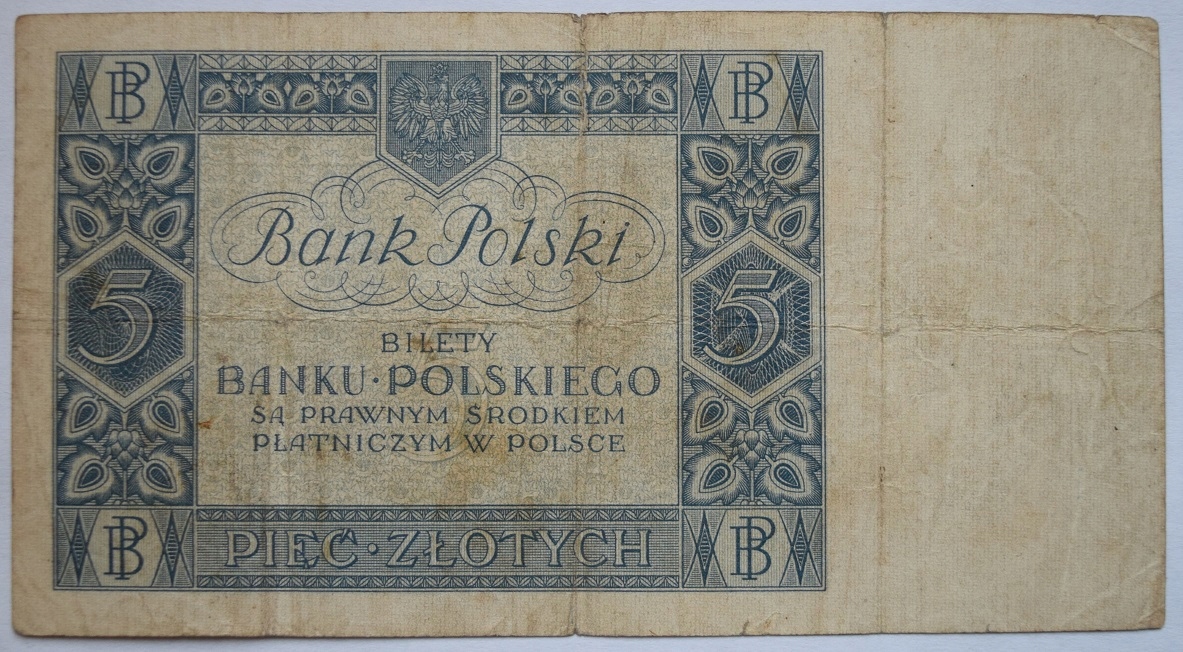 BP BP
Bank Polski
5 5
BILETY
BANKU·POLSKIEGO
SĄ PRAWNYM ŚRODKIEM
PŁATNICZYM W POLSCE
BP PIĘĆ·ZŁOTYCH BP